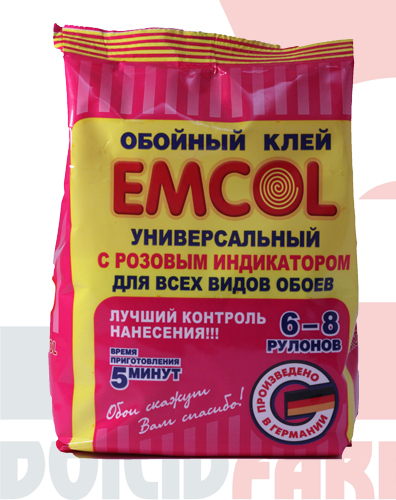 ОБОЙНЫЙ КЛЕЙ
EMCOL
УНИВЕРСАЛЬНЫЙ
С РОЗОВЫМ ИНДИКАТОРОМ
ДЛЯ ВСЕХ ВИДОВ ОБОЕВ
ЛУЧШИЙ КОНТРОЛЬ
НАНЕСЕНИЯ!!!
6–8
РУЛОНОВ
ВРЕМЯ
ПРИГОТОВЛЕНИЯ
5 МИНУТ
Обои скажут
Вам спасибо!
ПРОИЗВЕДЕНО
В ГЕРМАНИИ